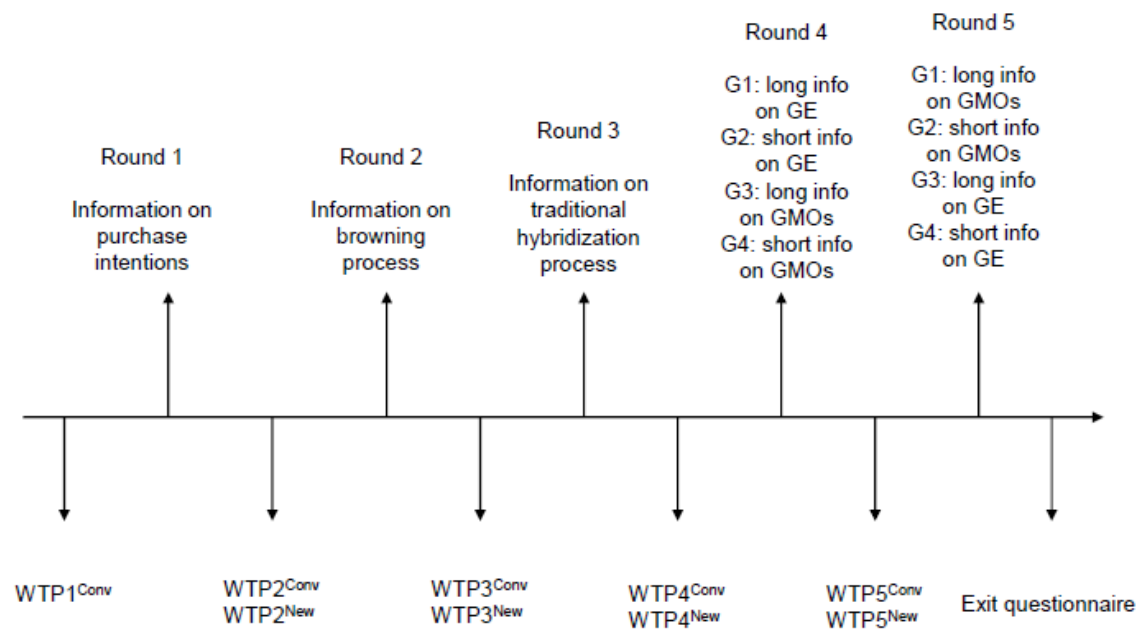 Round 1
Information on
purchase
intentions
Round 2
Information on
browning
process
Round 3
Information on
traditional
hybridization
process
Round 4
G1: long info
on GE
G2: short info
on GE
G3: long info
on GMOs
G4: short info
on GMOs
Round 5
G1: long info
on GMOs
G2: short info
on GMOs
G3: long info
on GE
G4: short info
on GE
WTP1Conv
WTP2Conv
WTP2New
WTP3Conv
WTP3New
WTP4Conv
WTP4New
WTP5Conv
WTP5New
Exit questionnaire